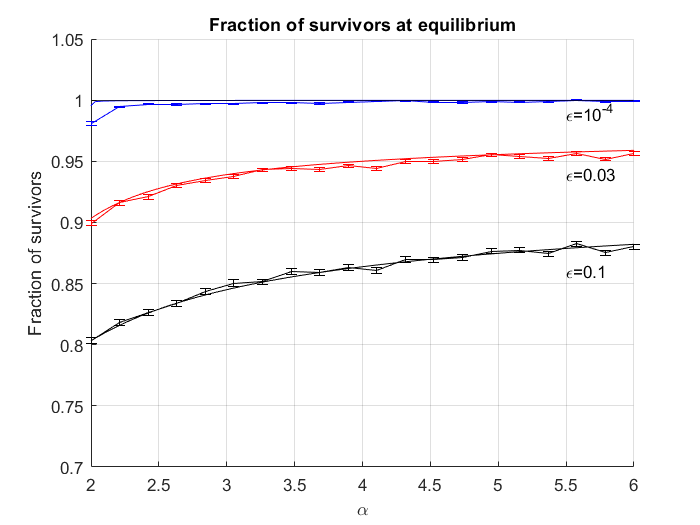 Fraction of survivors at equilibrium
1.05
1
0.95
0.9
0.85
0.8
0.75
0.7
Fraction of survivors
ϵ=10⁻⁴
ϵ=0.03
ϵ=0.1
2 2.5 3 3.5 4 4.5 5 5.5 6
α